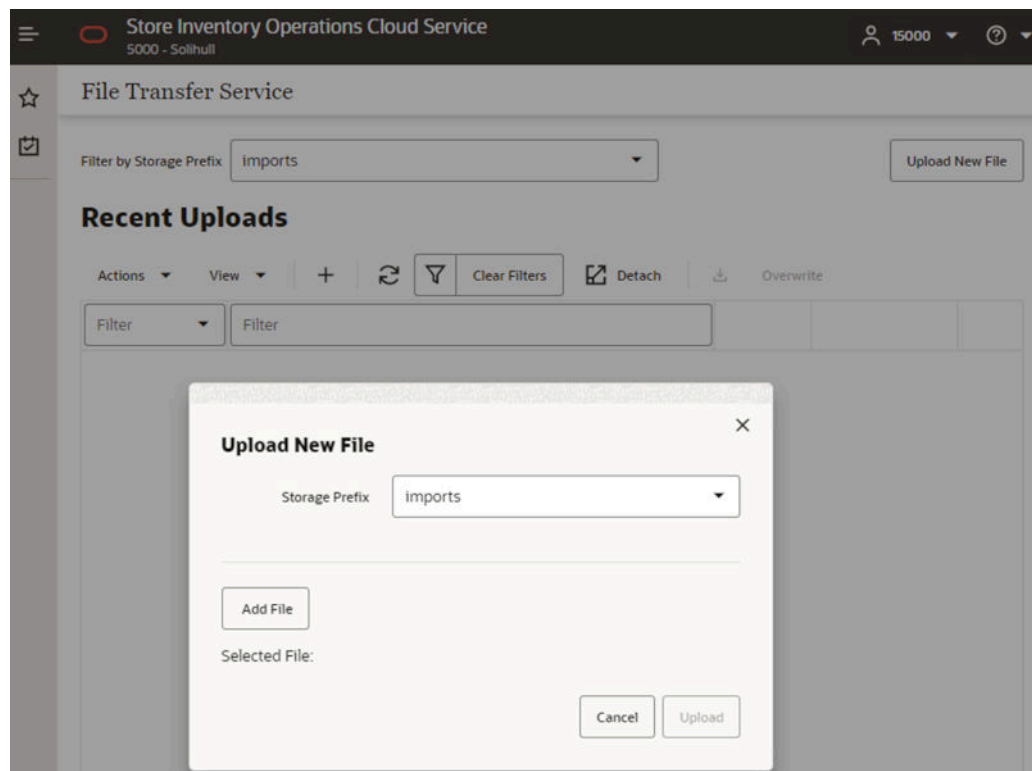 Store Inventory Operations Cloud Service
5000 - Solihull
15000
File Transfer Service
Filter by Storage Prefix imports
Upload New File
Recent Uploads
Actions View Clear Filters Detach Overwrite
Filter Filter
Upload New File
Storage Prefix imports
Add File
Selected File:
Cancel Upload